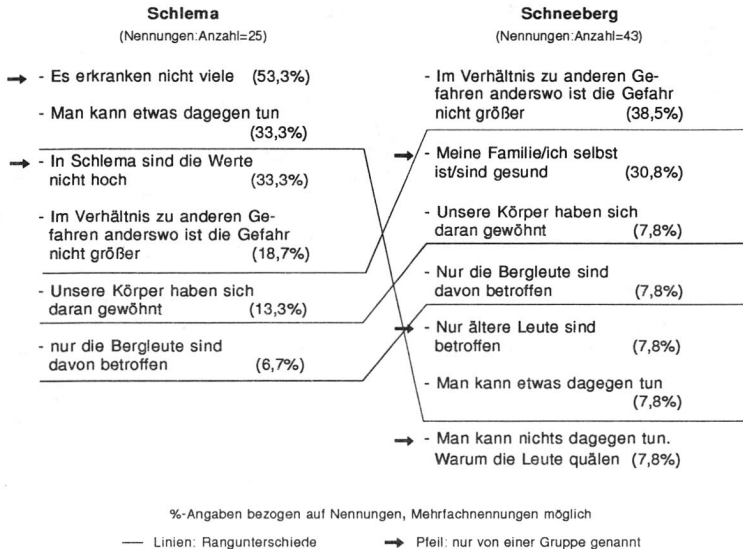 Schlema
(Nennungen:Anzahl=25)
- Es erkranken nicht viele (53,3%)
- Man kann etwas dagegen tun
(33,3%)
- In Schlema sind die Werte
nicht hoch (33,3%)
- Im Verhältnis zu anderen Ge-
fahren anderswo ist die Gefahr
nicht größer (18,7%)
- Unsere Körper haben sich
daran gewöhnt (13,3%)
- nur die Bergleute sind
davon betroffen (6,7%)
Schneeberg
(Nennungen:Anzahl=43)
- Im Verhältnis zu anderen Ge-
fahren anderswo ist die Gefahr
nicht größer (38,5%)
- Meine Familie/ich selbst
ist/sind gesund (30,8%)
- Unsere Körper haben sich
daran gewöhnt (7,8%)
- Nur die Bergleute sind
davon betroffen (7,8%)
- Nur ältere Leute sind
betroffen (7,8%)
- Man kann etwas dagegen tun
(7,8%)
- Man kann nichts dagegen tun.
Warum die Leute quälen (7,8%)
%-Angaben bezogen auf Nennungen, Mehrfachnennungen möglich
— Linien: Rangunterschiede → Pfeil: nur von einer Gruppe genannt